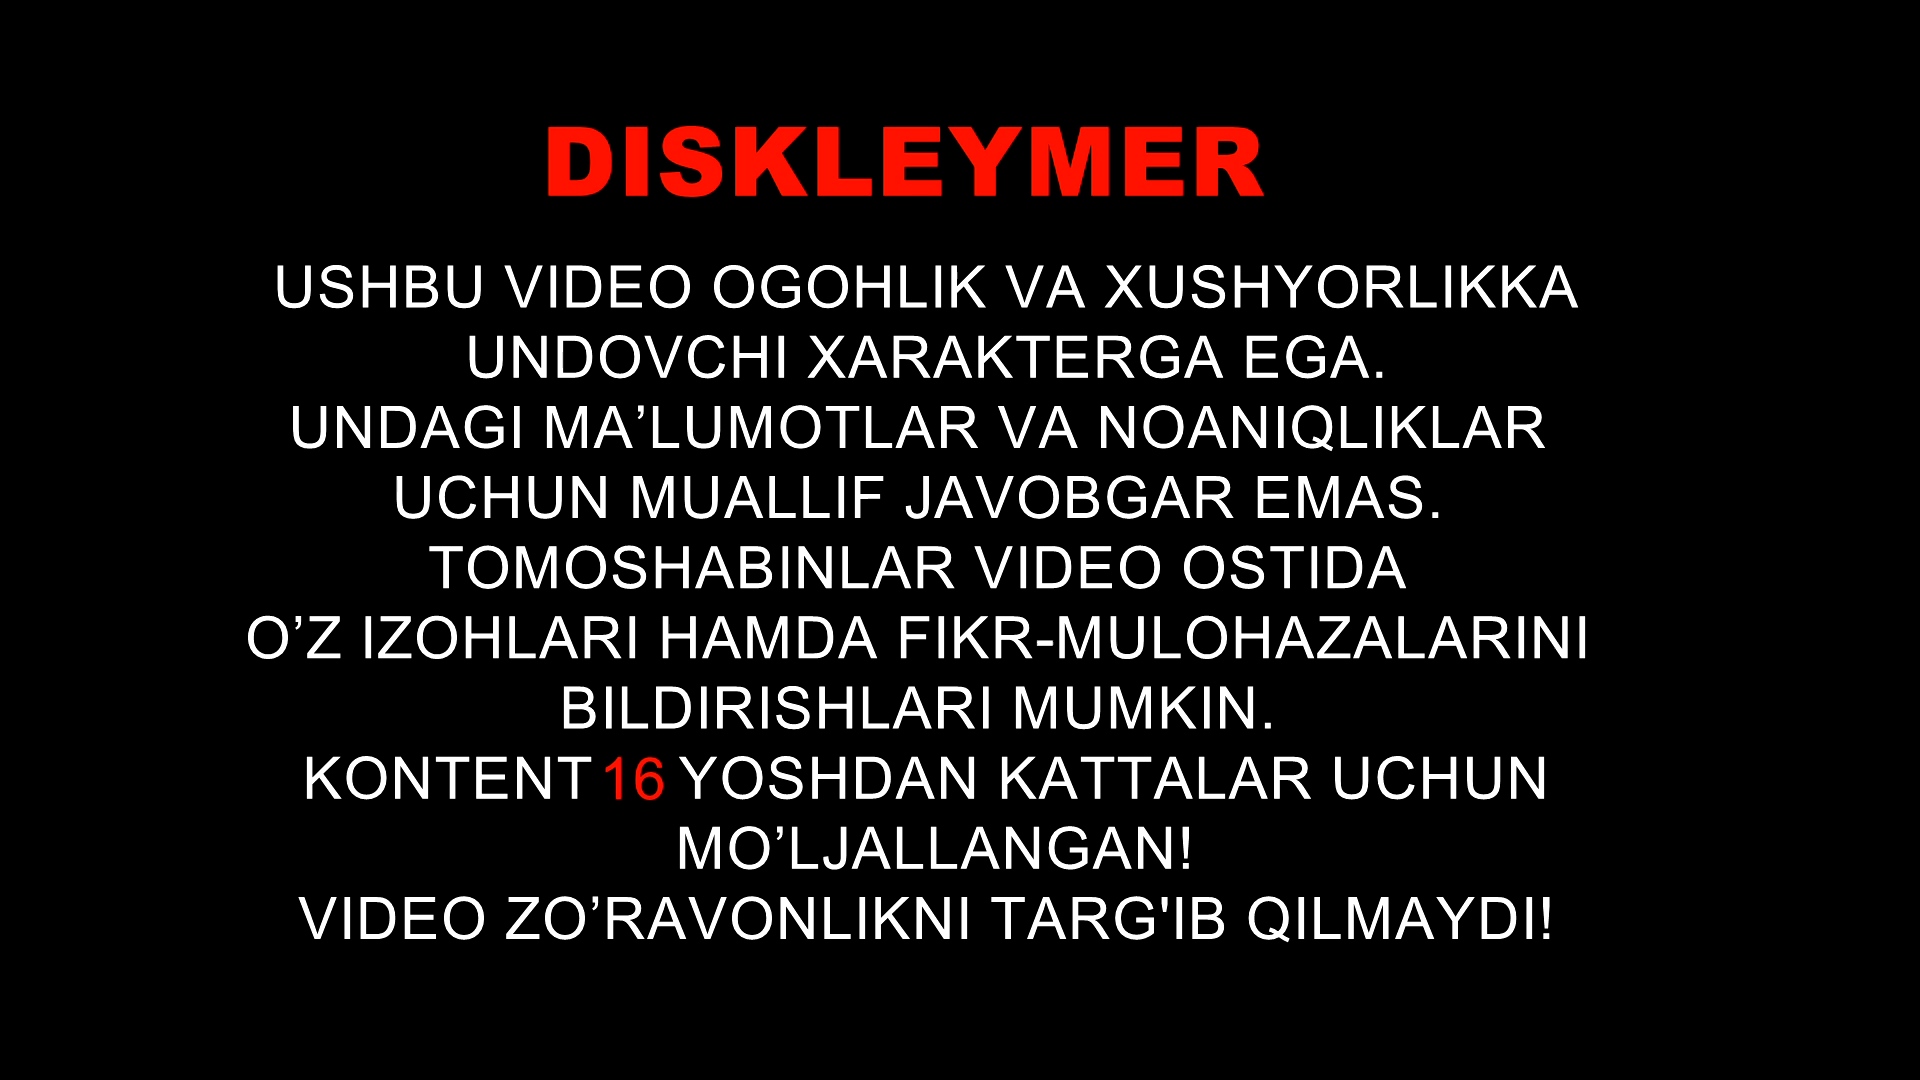 DISKLEYMER
USHBU VIDEO OGOHLIK VA XUSHYORLIKKA
UNDOVCHI XARAKTERGA EGA.
UNDAGI MA’LUMOTLAR VA NOANIQLIKLAR
UCHUN MUALLIF JAVOBGAR EMAS.
TOMOSHABINLAR VIDEO OSTIDA
O’Z IZOHLARI HAMDA FIKR-MULOHAZALARINI
BILDIRISHLARI MUMKIN.
KONTENT 16 YOSHDAN KATTALAR UCHUN
MO’LJALLANGAN!
VIDEO ZO’RAVONLIKNI TARG'IB QILMAYDI!